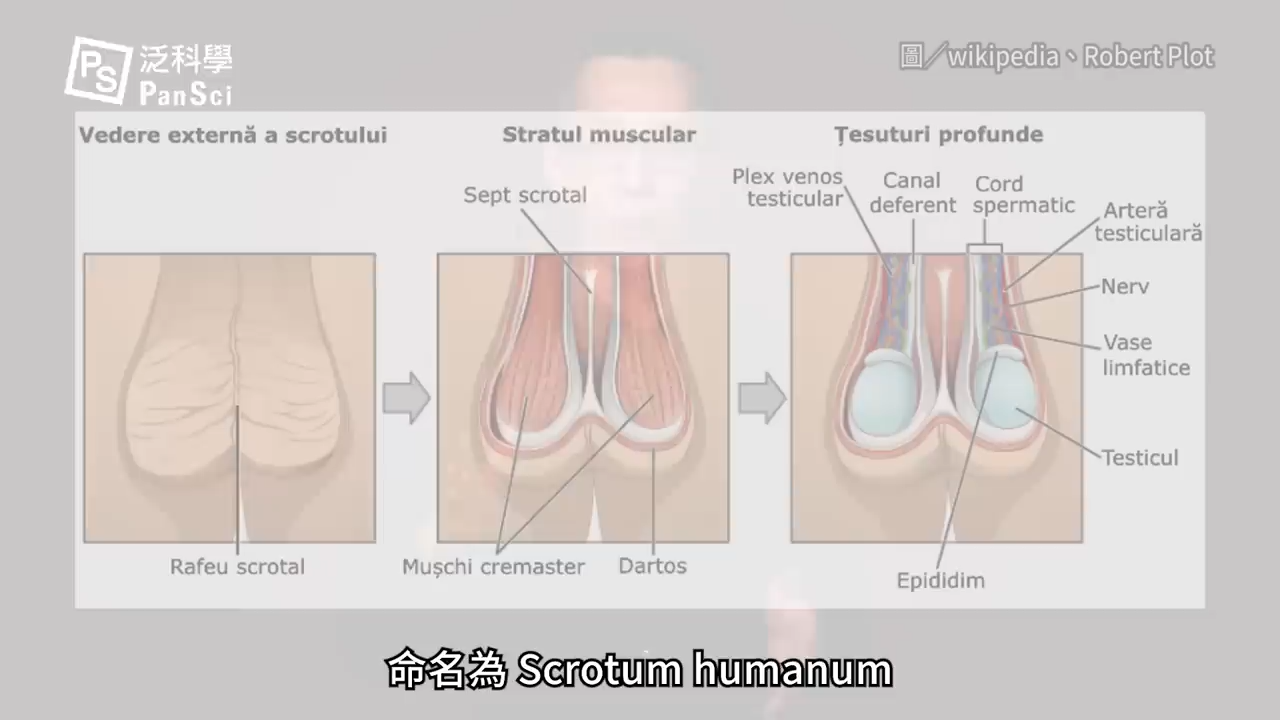 PS 泛科學
PanSci
圖／wikipedia、Robert Plot
Vedere externă a scrotului
Stratul muscular
Țesuturi profunde
Sept scrotal
Plex venos
testicular
Canal
deferent
Cord
spermatic
Arteră
testiculară
Nerv
Vase
limfatice
Testicul
Rafeu scrotal
Mușchi cremaster
Dartos
Epididim
命名為 Scrotum humanum